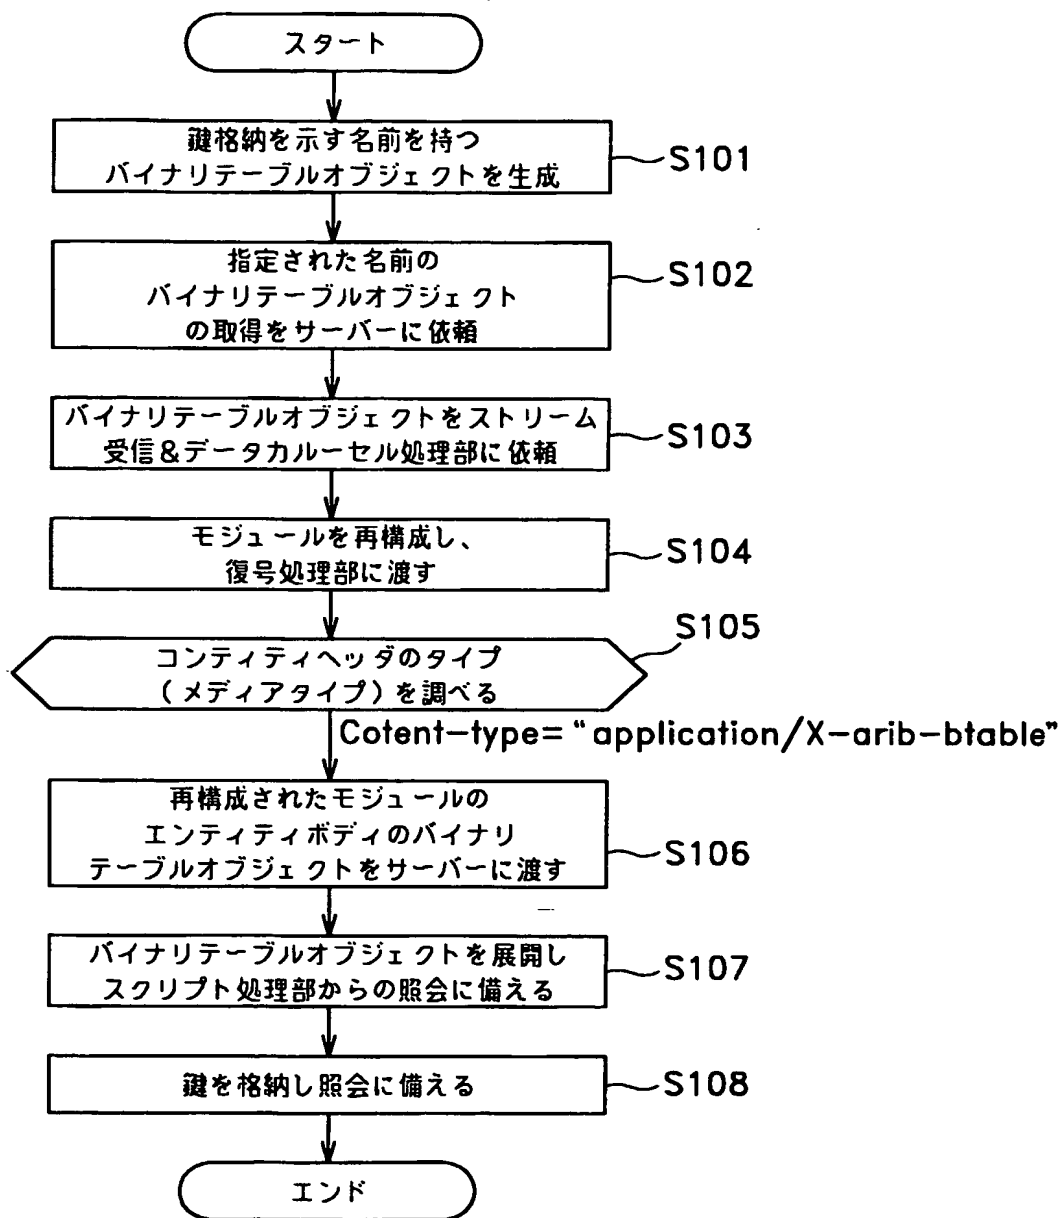 スタート
鍵格納を示す名前を持つ
バイナリテーブルオブジェクトを生成
S101
指定された名前の
バイナリテーブルオブジェクト
の取得をサーバーに依頼
S102
バイナリテーブルオブジェクトをストリーム
受信&データカルーセル処理部に依頼
S103
モジュールを再構成し、
復号処理部に渡す
S104
S105
コンティティヘッダのタイプ
(メディアタイプ)を調べる
Cotent-type=“application/X-arib-btable”
再構成されたモジュールの
エンティティボディのバイナリ
テーブルオブジェクトをサーバーに渡す
S106
バイナリテーブルオブジェクトを展開し
スクリプト処理部からの照会に備える
S107
鍵を格納し照会に備える
S108
エンド